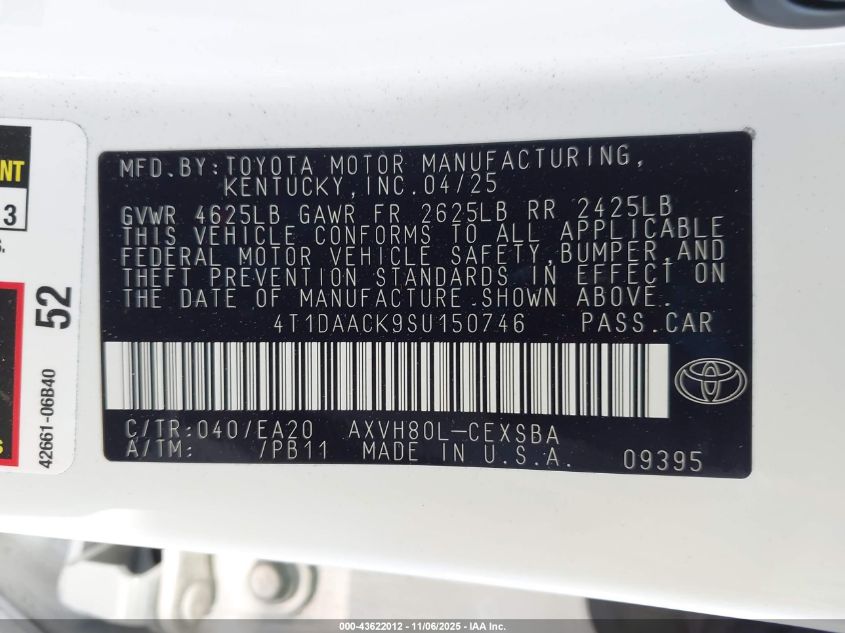 MFD.BY:TOYOTA MOTOR MANUFACTURING,
KENTUCKY,INC.04/25
GVWR 4625LB GAWR FR 2625LB RR 2425LB
THIS VEHICLE CONFORMS TO ALL APPLICABLE
FEDERAL MOTOR VEHICLE SAFETY,BUMPER,AND
THEFT PREVENTION STANDARDS IN EFFECT ON
THE DATE OF MANUFACTURE SHOWN ABOVE.
4T1DAACK9SU150746 PASS.CAR
C/TR:040/EA20 AXVH80L-CEXSBA
A/TM: /PB11 MADE IN U.S.A. 09395
3
52
42661-06B40
000-43622012 - 11/06/2025 - IAA Inc.